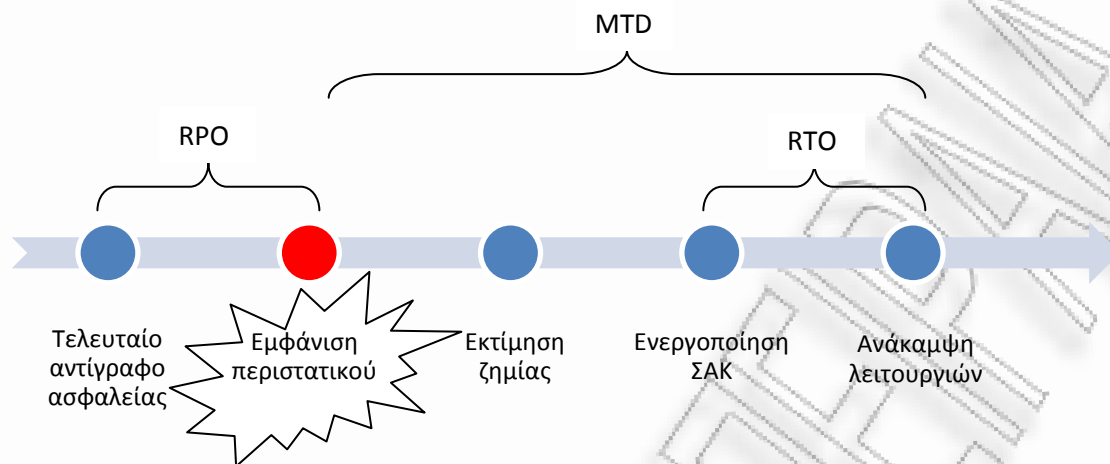 MTD
RPO
RTO
Τελευταίο
αντίγραφο
ασφαλείας
Εμφάνιση
περιστατικού
Εκτίμηση
ζημίας
Ενεργοποίηση
ΣΑΚ
Ανάκαμψη
λειτουργιών